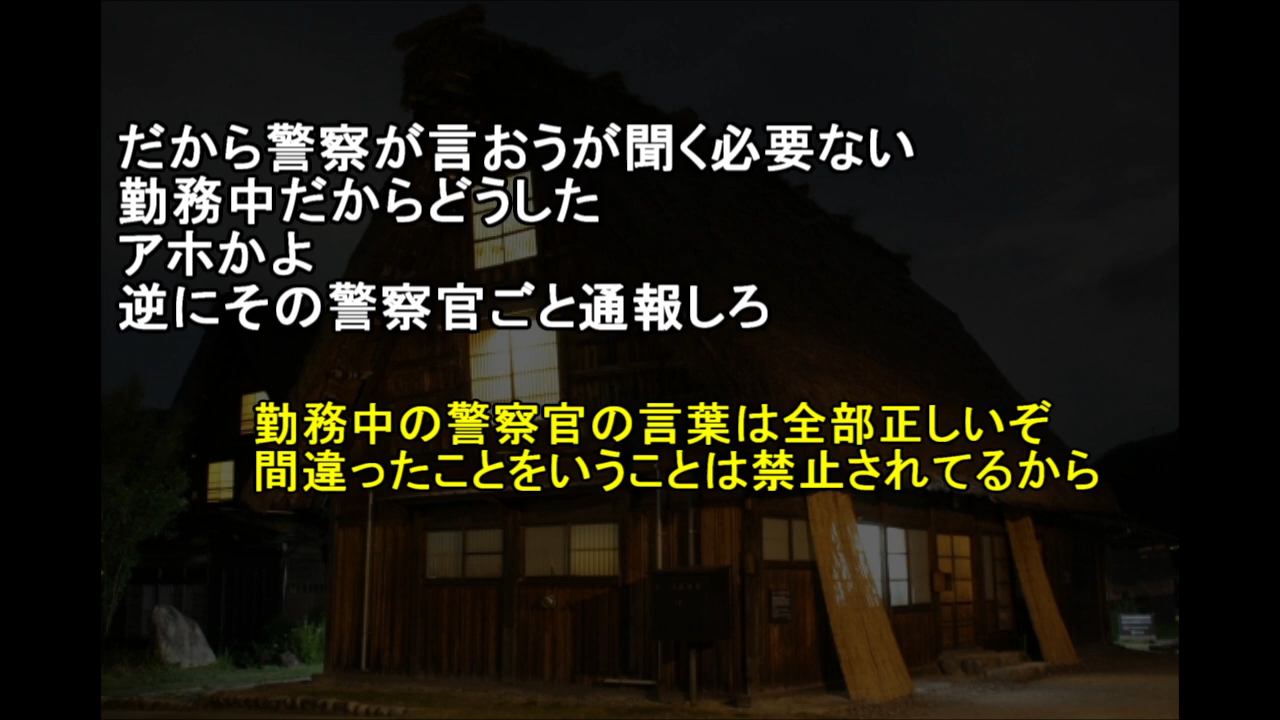 だから警察が言おうが聞く必要ない
勤務中だからどうした
アホかよ
逆にその警察官ごと通報しろ
勤務中の警察官の言葉は全部正しいぞ
間違ったことをいうことは禁止されてるから